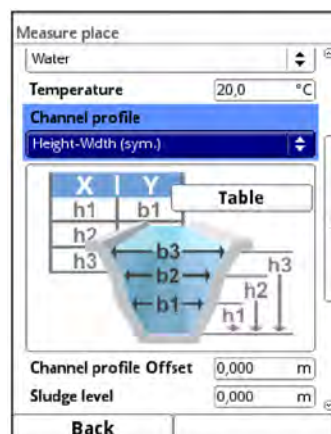 Measure place
Water
Temperature 20,0 °C
Channel profile
Height-Width (sym.)
X Y
h1 b1
Table
h2
h3
b3
b2
b1
h3
h2
h1
Channel profile Offset 0,000 m
Sludge level 0,000 m
Back